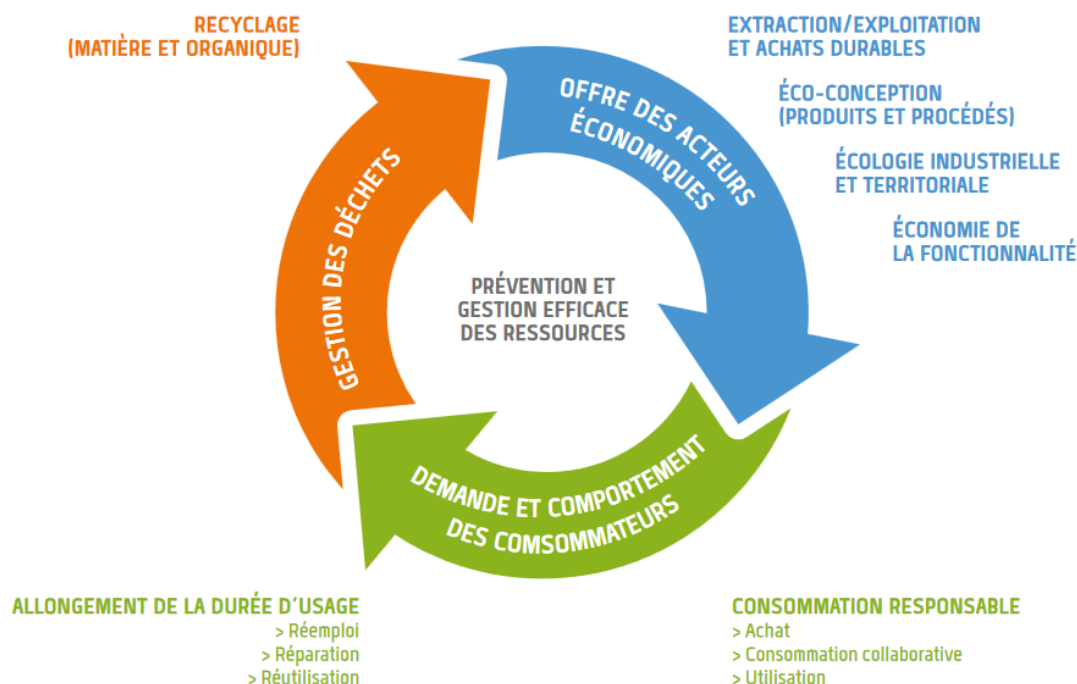 RECYCLAGE
(MATIÈRE ET ORGANIQUE)
EXTRACTION/EXPLOITATION
ET ACHATS DURABLES
ÉCO-CONCEPTION
(PRODUITS ET PROCÉDÉS)
ÉCOLOGIE INDUSTRIELLE
ET TERRITORIALE
ÉCONOMIE DE
LA FONCTIONNALITÉ
OFFRE DES ACTEURS
ÉCONOMIQUES
GESTION DES DÉCHETS
PRÉVENTION ET
GESTION EFFICACE
DES RESSOURCES
DEMANDE ET COMPORTEMENT
DES COMSOMMATEURS
ALLONGEMENT DE LA DURÉE D'USAGE
> Réemploi
> Réparation
> Réutilisation
CONSOMMATION RESPONSABLE
> Achat
> Consommation collaborative
> Utilisation